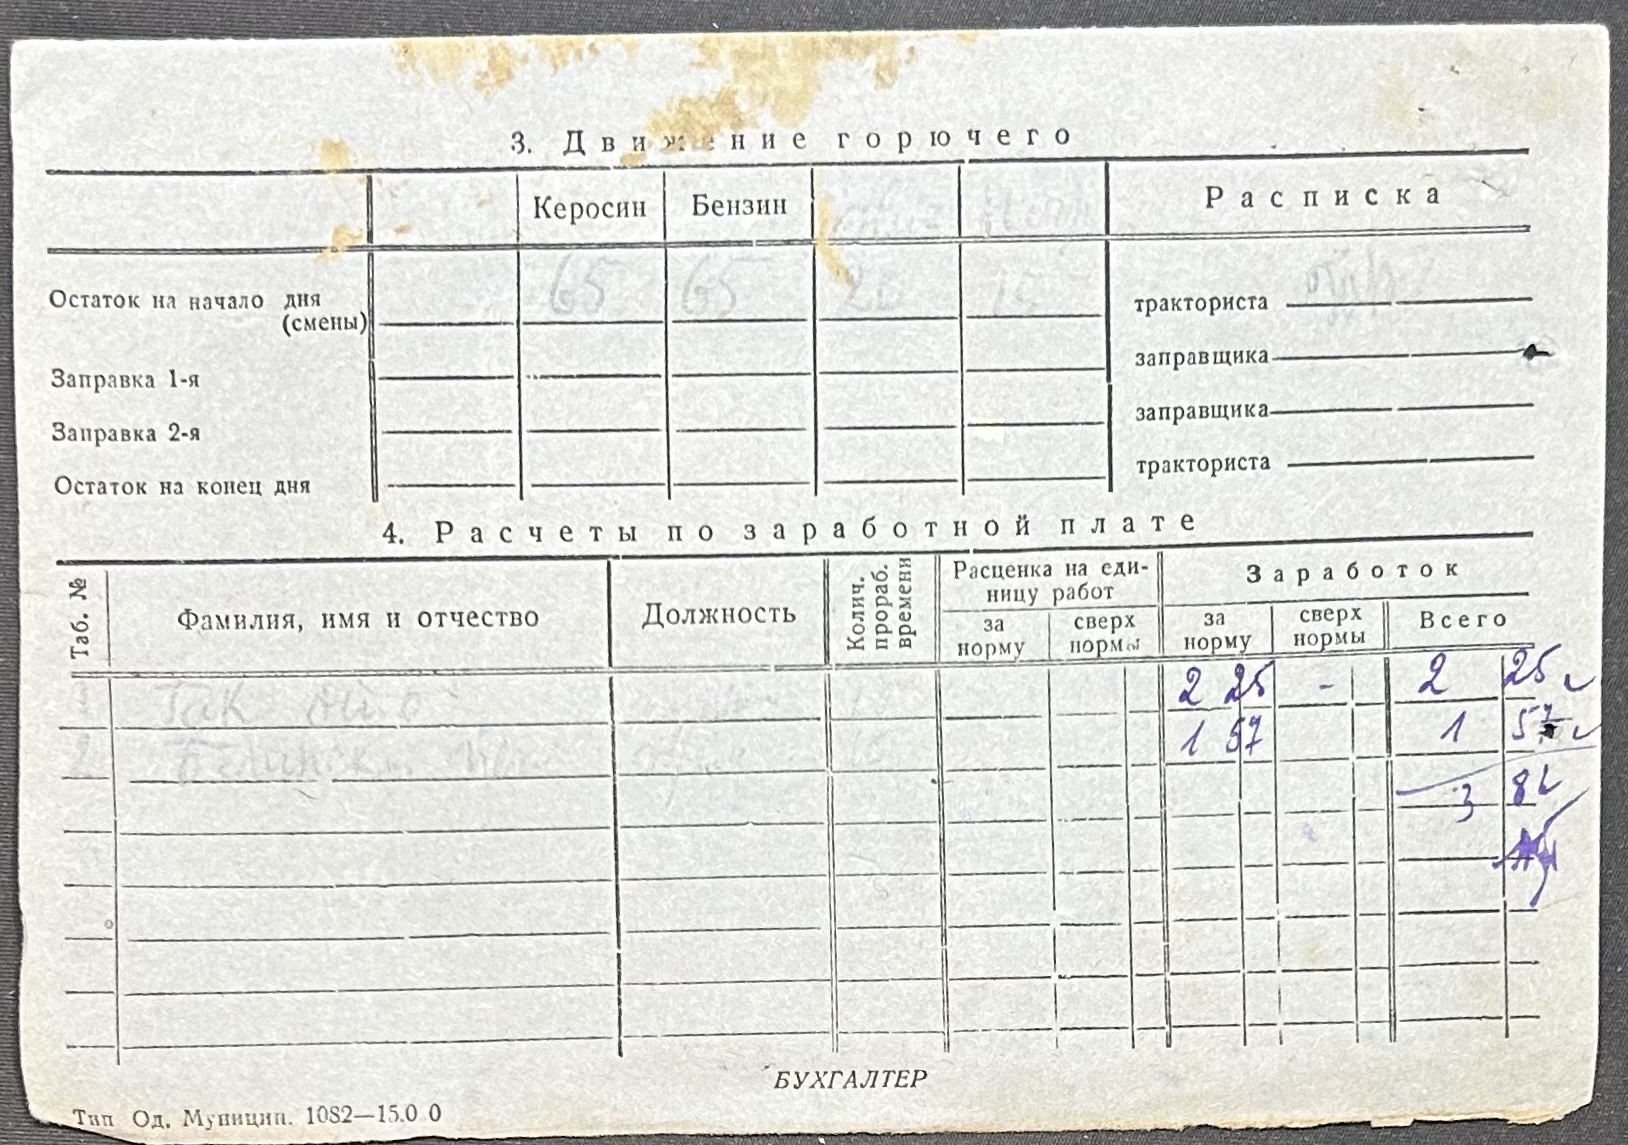 3. Движение горючего
Керосин Бензин Расписка
65 65
Остаток на начало дня
(смены)
тракториста
заправщика
Заправка 1-я
заправщика
Заправка 2-я
тракториста
Остаток на конец дня
4. Расчеты по заработной плате
Таб. № Фамилия, имя и отчество Должность Колич. прораб. времени Расценка на еди-
ницу работ Заработок
за
норму сверх
нормы за
норму сверх
нормы Всего
2 25 - 2 25
2 1 57 1 57
3 82
БУХГАЛТЕР
Тип Од. Муницип. 1082—15.0 0